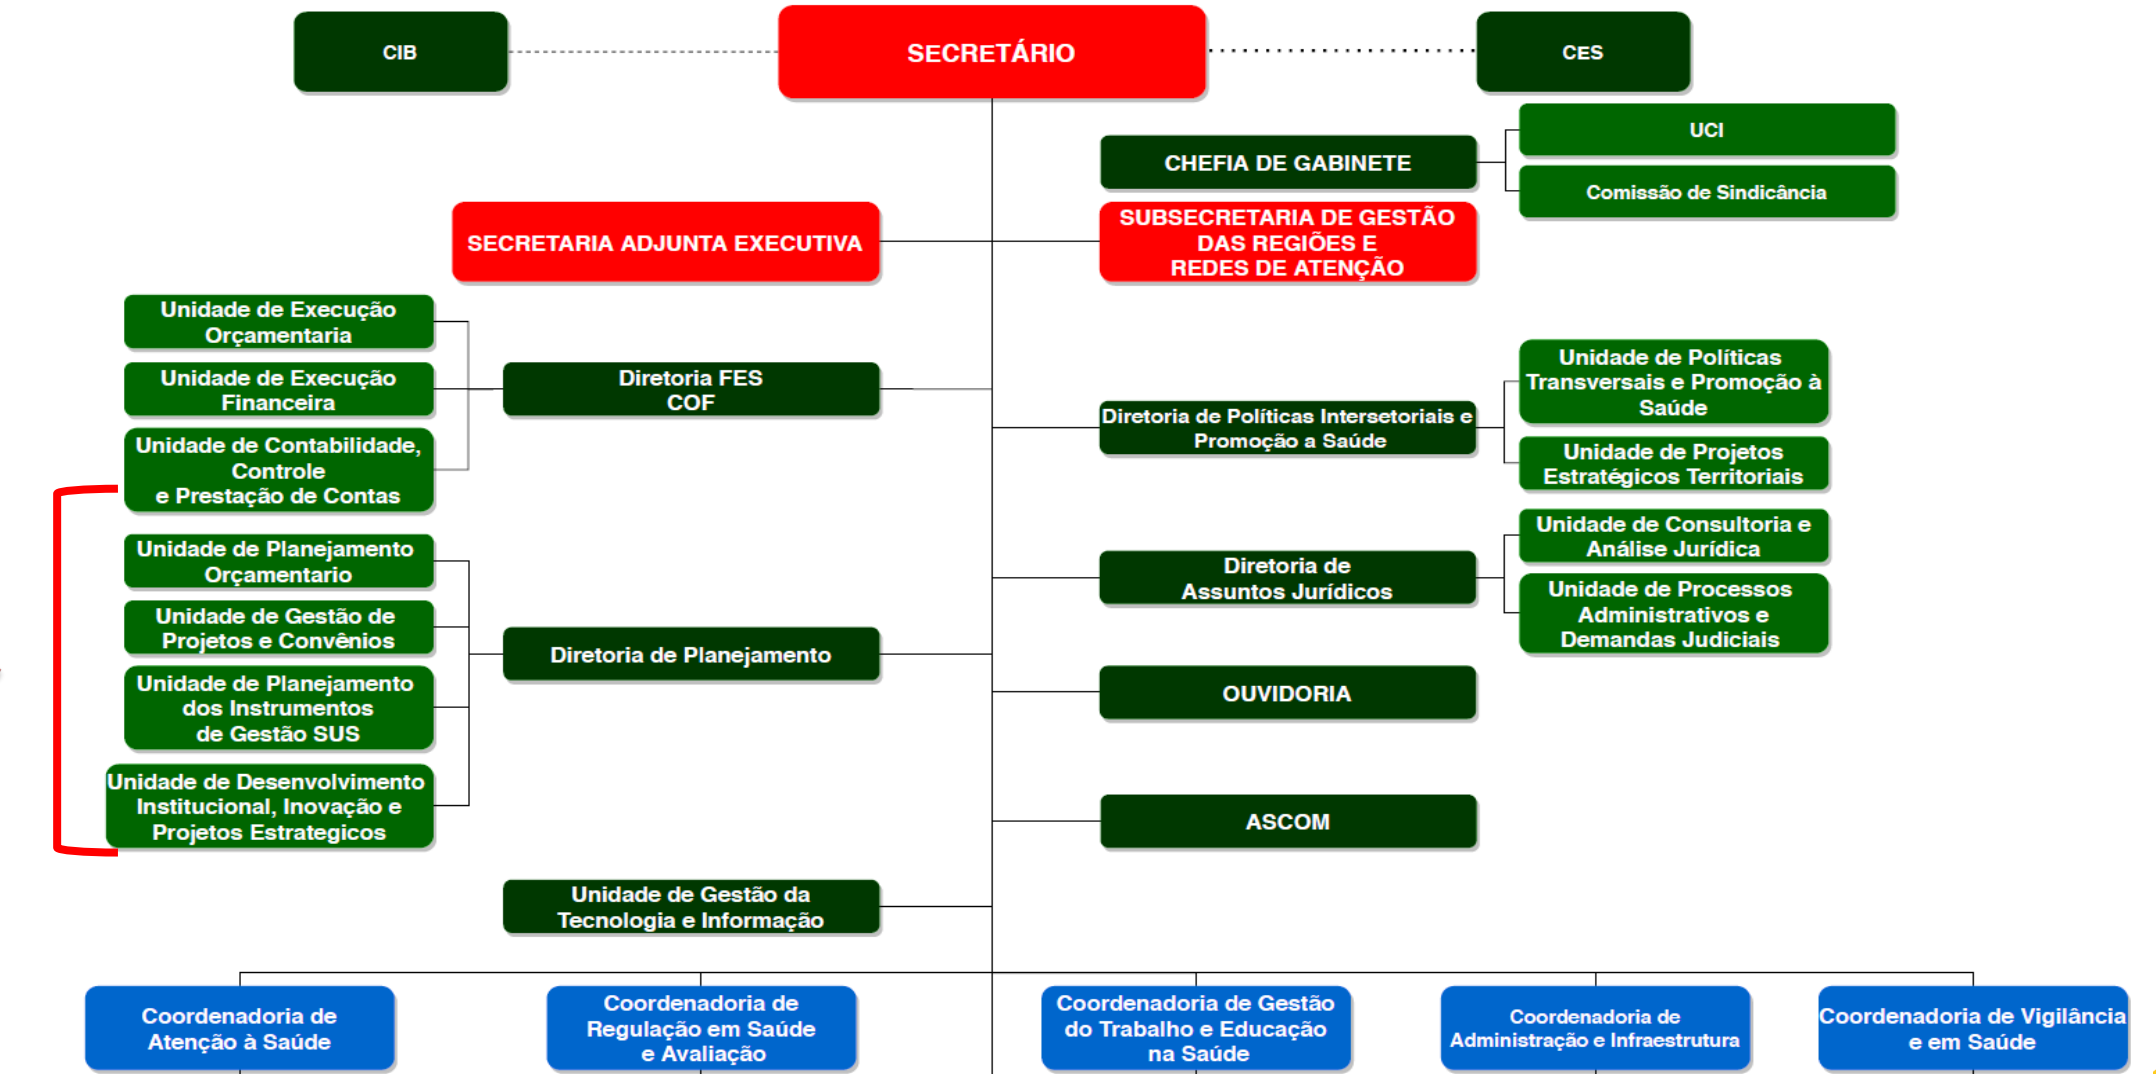 CIB
SECRETÁRIO
CES
UCI
CHEFIA DE GABINETE
Comissão de Sindicância
SECRETARIA ADJUNTA EXECUTIVA
SUBSECRETARIA DE GESTÃO
DAS REGIÕES E
REDES DE ATENÇÃO
Unidade de Execução
Orçamentaria
Unidade de Execução
Financeira
Unidade de Contabilidade,
Controle
e Prestação de Contas
Diretoria FES
COF
Diretoria de Políticas Intersetoriais e
Promoção a Saúde
Unidade de Políticas
Transversais e Promoção à
Saúde
Unidade de Projetos
Estratégicos Territoriais
Unidade de Planejamento
Orçamentario
Unidade de Gestão de
Projetos e Convênios
Unidade de Planejamento
dos Instrumentos
de Gestão SUS
Unidade de Desenvolvimento
Institucional, Inovação e
Projetos Estrategicos
Diretoria de Planejamento
Diretoria de
Assuntos Jurídicos
Unidade de Consultoria e
Análise Jurídica
Unidade de Processos
Administrativos e
Demandas Judiciais
OUVIDORIA
ASCOM
Unidade de Gestão da
Tecnologia e Informação
Coordenadoria de
Atenção à Saúde
Coordenadoria de
Regulação em Saúde
e Avaliação
Coordenadoria de Gestão
do Trabalho e Educação
na Saúde
Coordenadoria de
Administração e Infraestrutura
Coordenadoria de Vigilância
e em Saúde